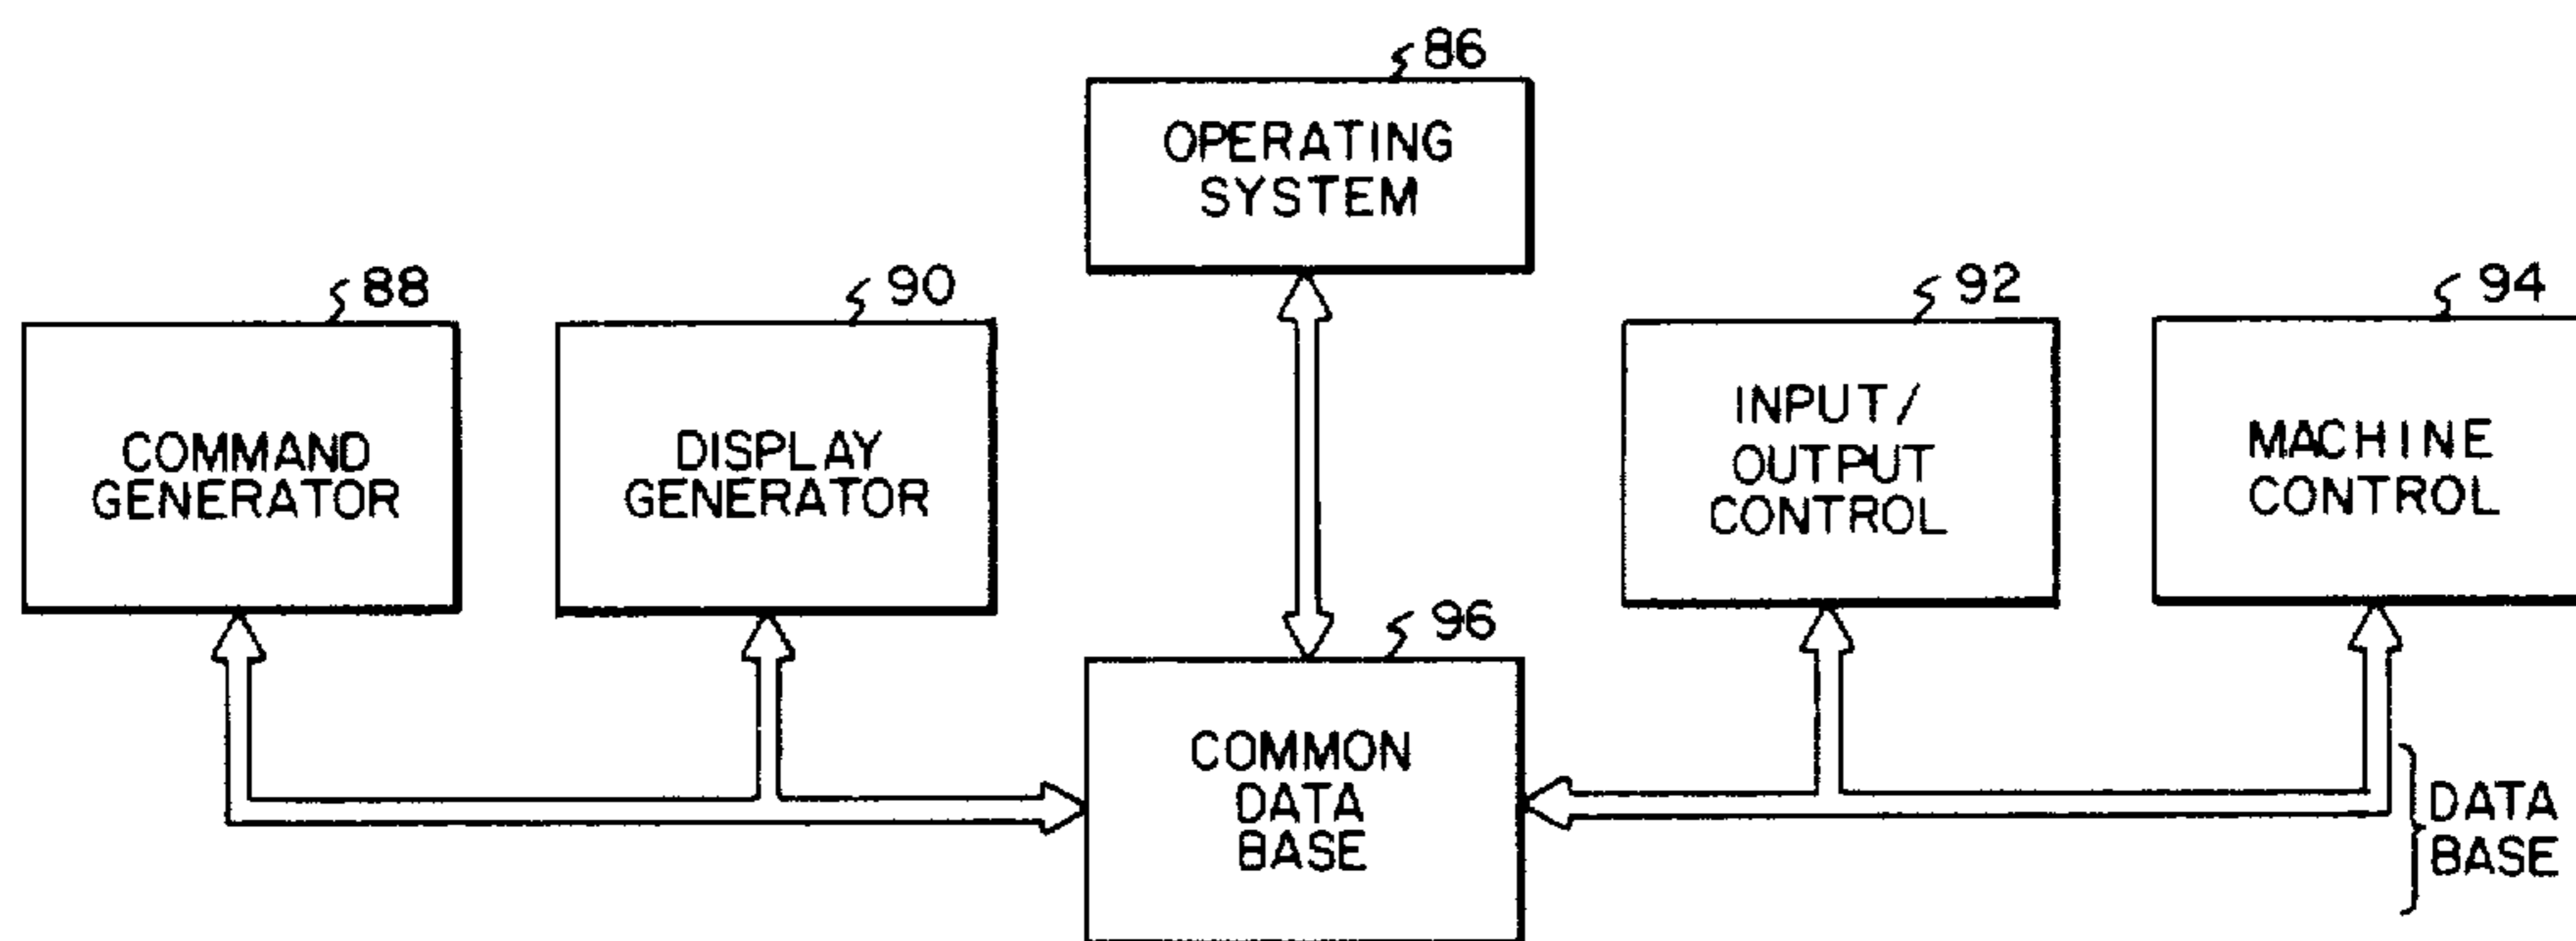 86
OPERATING
SYSTEM
88
COMMAND
GENERATOR
90
DISPLAY
GENERATOR
92
INPUT/
OUTPUT
CONTROL
94
MACHINE
CONTROL
96
COMMON
DATA
BASE
DATA
BASE